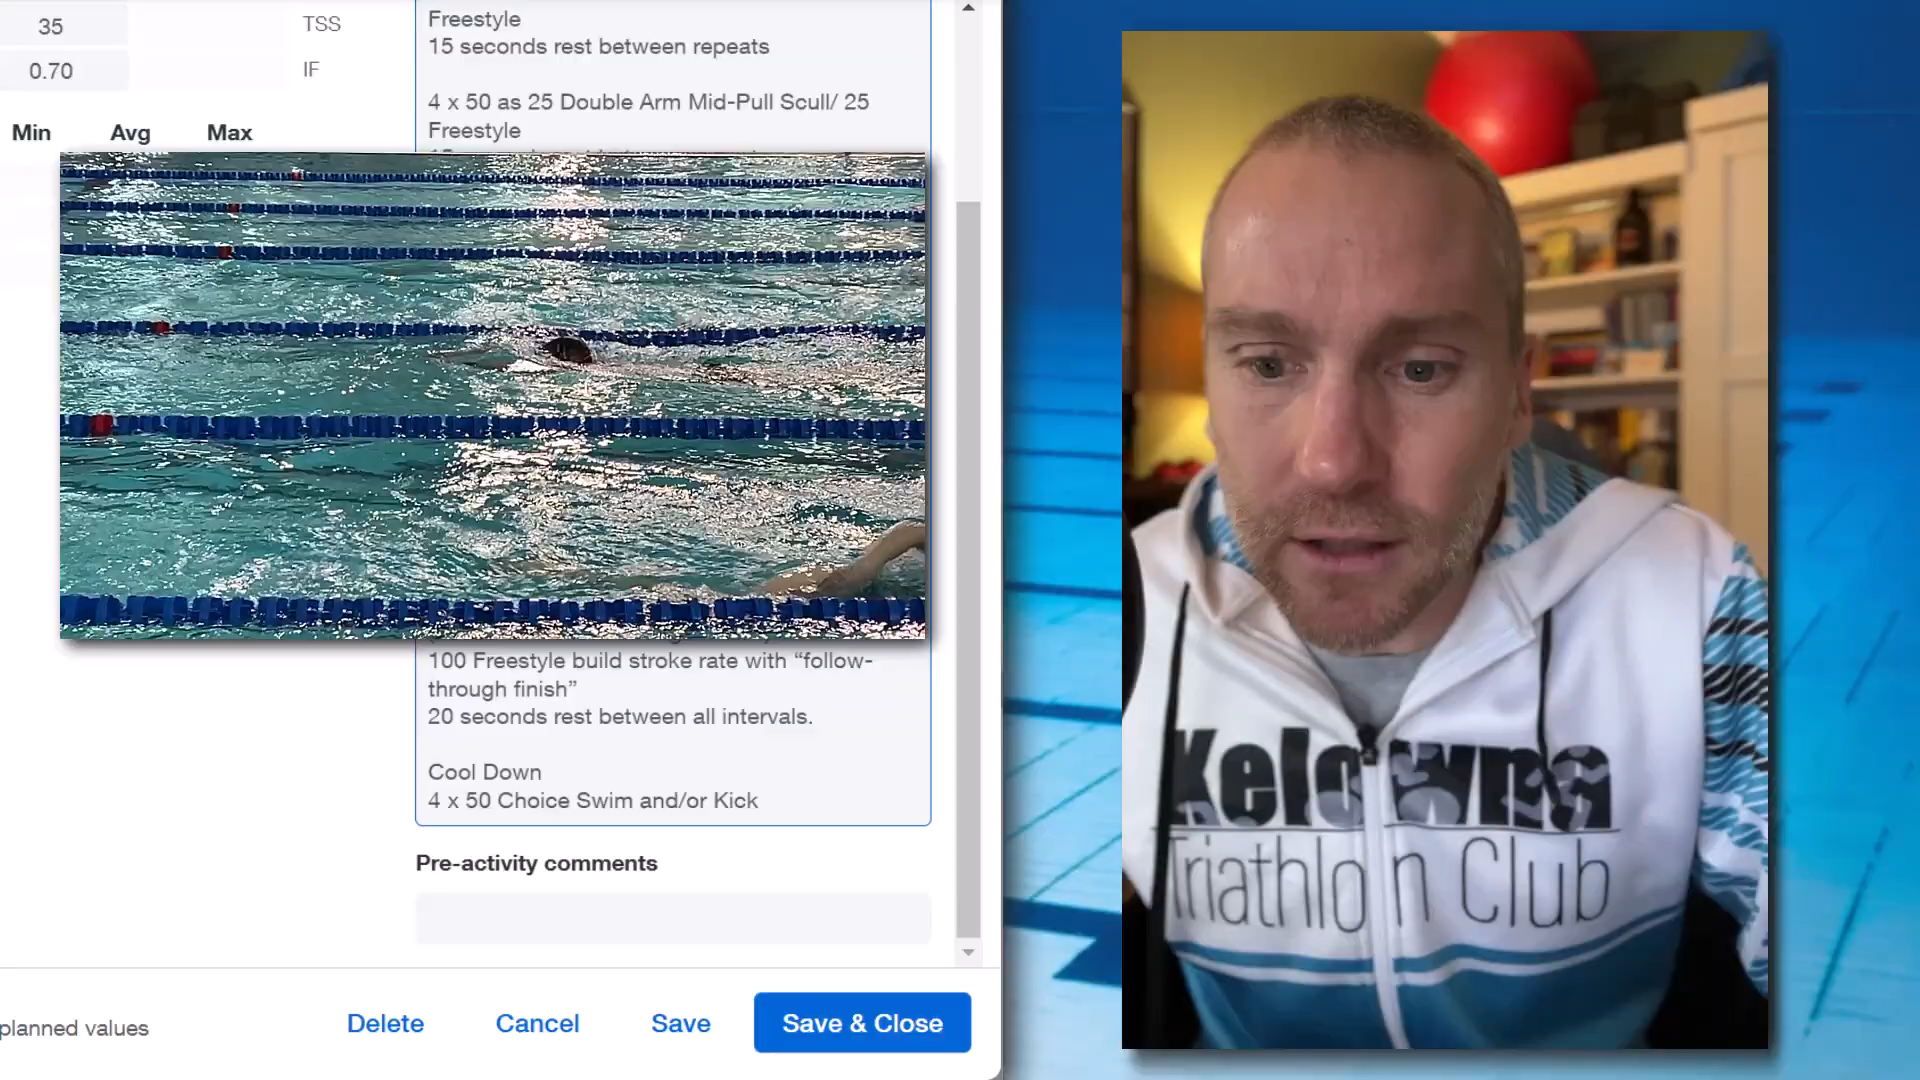 35
TSS
0.70
IF
Min Avg Max
Freestyle
15 seconds rest between repeats
4 x 50 as 25 Double Arm Mid-Pull Scull/ 25
Freestyle
100 Freestyle build stroke rate with “follow-
through finish”
20 seconds rest between all intervals.
Cool Down
4 x 50 Choice Swim and/or Kick
Pre-activity comments
planned values
Delete
Cancel
Save
Save & Close
Kelowna
Triathlon Club